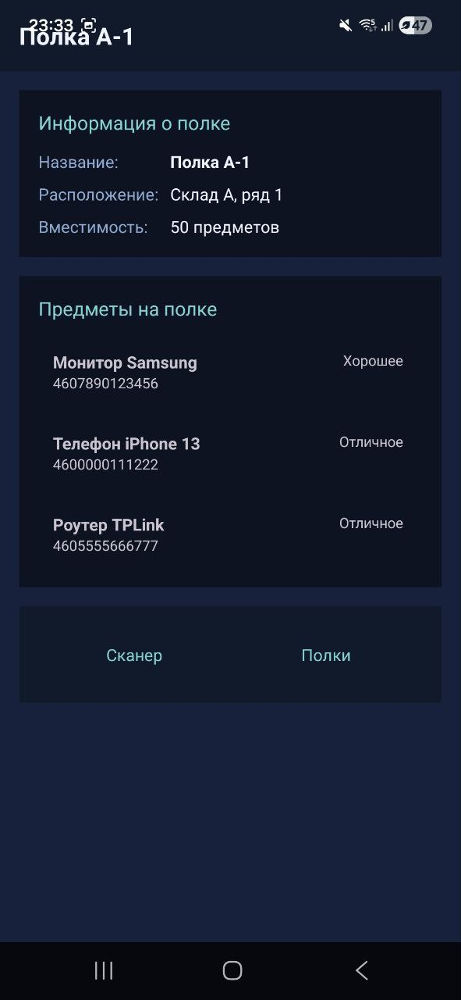 23:33
5
47
Полка А-1
Информация о полке
Название: Полка А-1
Расположение: Склад А, ряд 1
Вместимость: 50 предметов
Предметы на полке
Монитор Samsung Хорошее
4607890123456
Телефон iPhone 13 Отличное
4600000111222
Роутер TPLink Отличное
4605555666777
Сканер Полки